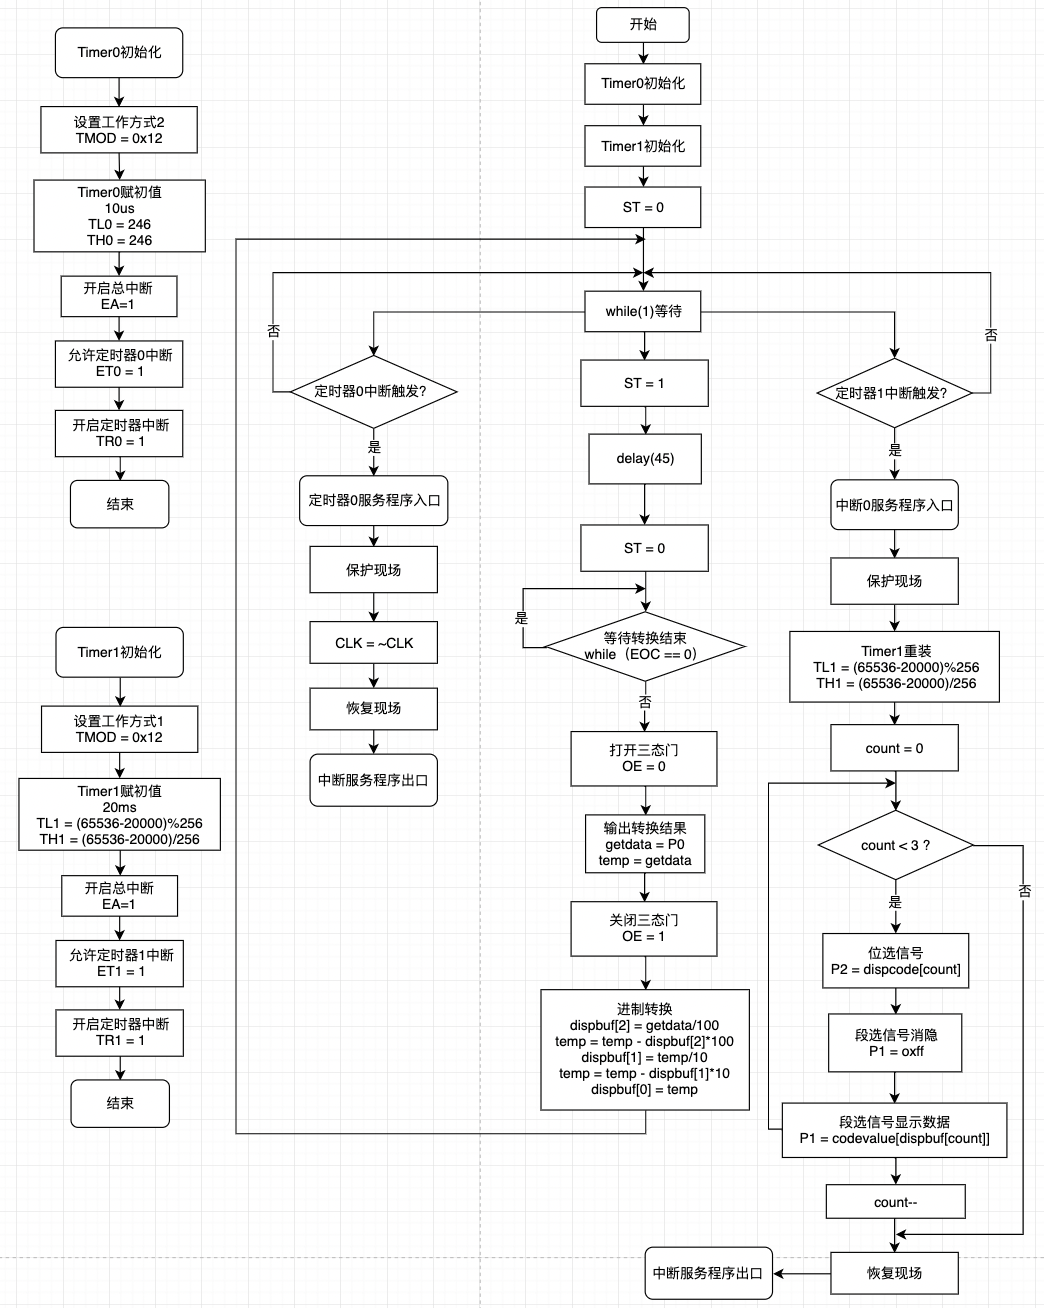 Timer0初始化
设置工作方式2
TMOD = 0x12
Timer0赋初值
10us
TL0 = 246
TH0 = 246
开启总中断
EA=1
允许定时器0中断
ET0 = 1
开启定时器中断
TR0 = 1
结束
Timer1初始化
设置工作方式1
TMOD = 0x12
Timer1赋初值
20ms
TL1 = (65536-20000)%256
TH1 = (65536-20000)/256
开启总中断
EA=1
允许定时器1中断
ET1 = 1
开启定时器中断
TR1 = 1
结束
开始
Timer0初始化
Timer1初始化
ST = 0
while(1)等待
否
定时器0中断触发?
是
定时器0服务程序入口
保护现场
CLK = ~CLK
恢复现场
中断服务程序出口
ST = 1
delay(45)
ST = 0
是
等待转换结束
while（EOC == 0）
否
打开三态门
OE = 0
输出转换结果
getdata = P0
temp = getdata
关闭三态门
OE = 1
进制转换
dispbuf[2] = getdata/100
temp = temp - dispbuf[2]*100
dispbuf[1] = temp/10
temp = temp - dispbuf[1]*10
dispbuf[0] = temp
否
定时器1中断触发?
是
中断0服务程序入口
保护现场
Timer1重装
TL1 = (65536-20000)%256
TH1 = (65536-20000)/256
count = 0
count < 3 ?
否
是
位选信号
P2 = dispcode[count]
段选信号消隐
P1 = oxff
段选信号显示数据
P1 = codevalue[dispbuf[count]]
count--
恢复现场
中断服务程序出口